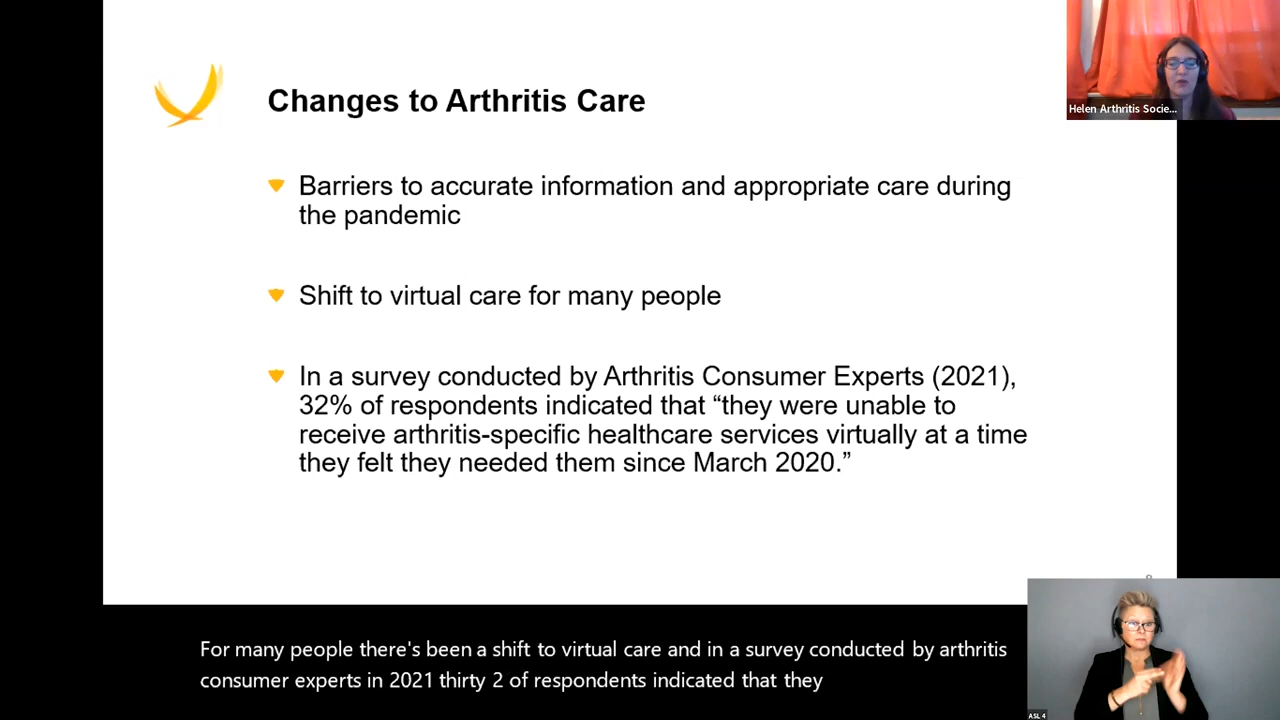 Changes to Arthritis Care
Helen Arthritis Socie...
Barriers to accurate information and appropriate care during
the pandemic
Shift to virtual care for many people
In a survey conducted by Arthritis Consumer Experts (2021),
32% of respondents indicated that “they were unable to
receive arthritis-specific healthcare services virtually at a time
they felt they needed them since March 2020.”
For many people there's been a shift to virtual care and in a survey conducted by arthritis
consumer experts in 2021 thirty 2 of respondents indicated that they
ASL 4